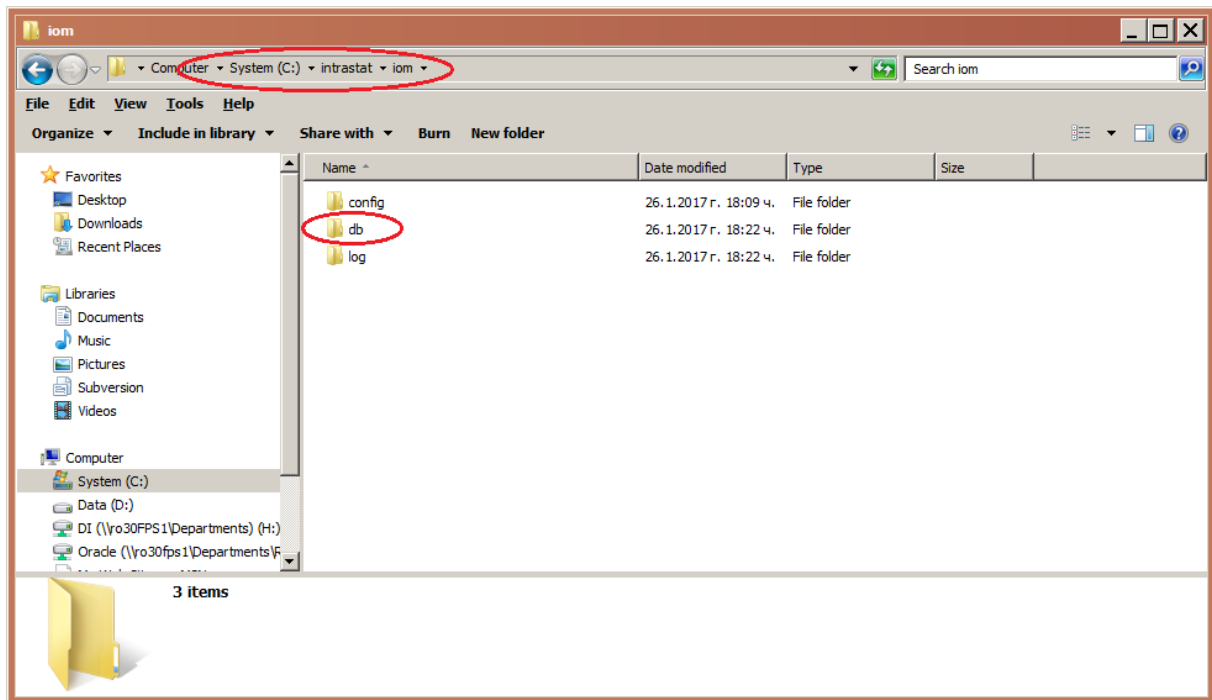 iom
Computer System (C:) intrastat iom Search iom
File Edit View Tools Help
Organize Include in library Share with Burn New folder
Favorites
Desktop
Downloads
Recent Places
Libraries
Documents
Music
Pictures
Subversion
Videos
Computer
System (C:)
Data (D:)
DI (\\ro30FPS1\Departments) (H:)
Oracle (\\ro30fps1\Departments\
Name Date modified Type Size
config 26.1.2017 г. 18:09 ч. File folder
db 26.1.2017 г. 18:22 ч. File folder
log 26.1.2017 г. 18:22 ч. File folder
3 items